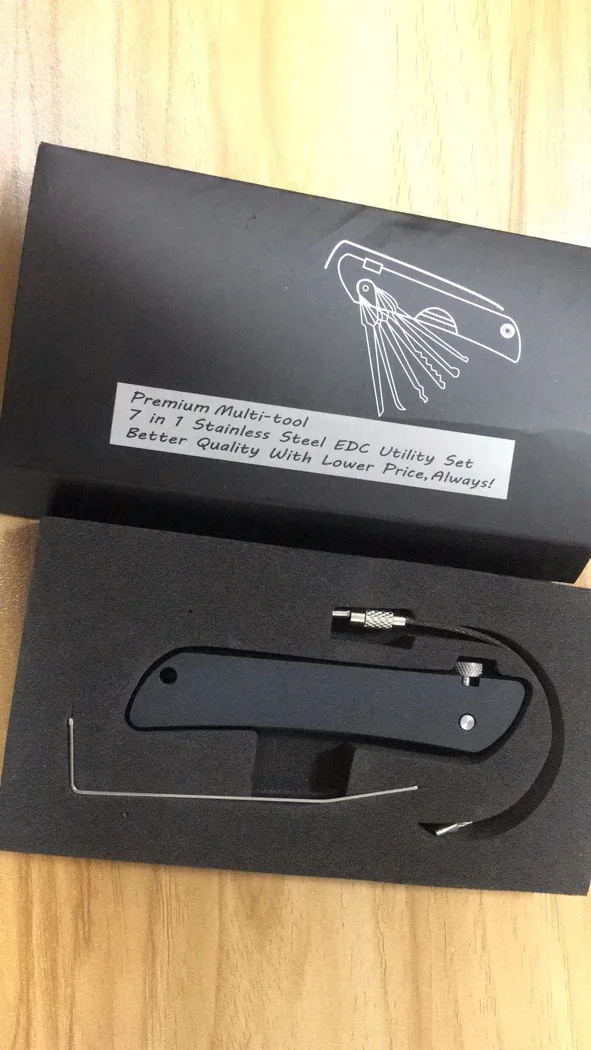 Premium Multi-tool
7 in 1 Stainless Steel EDC Utility Set
Better Quality With Lower Price, Always!